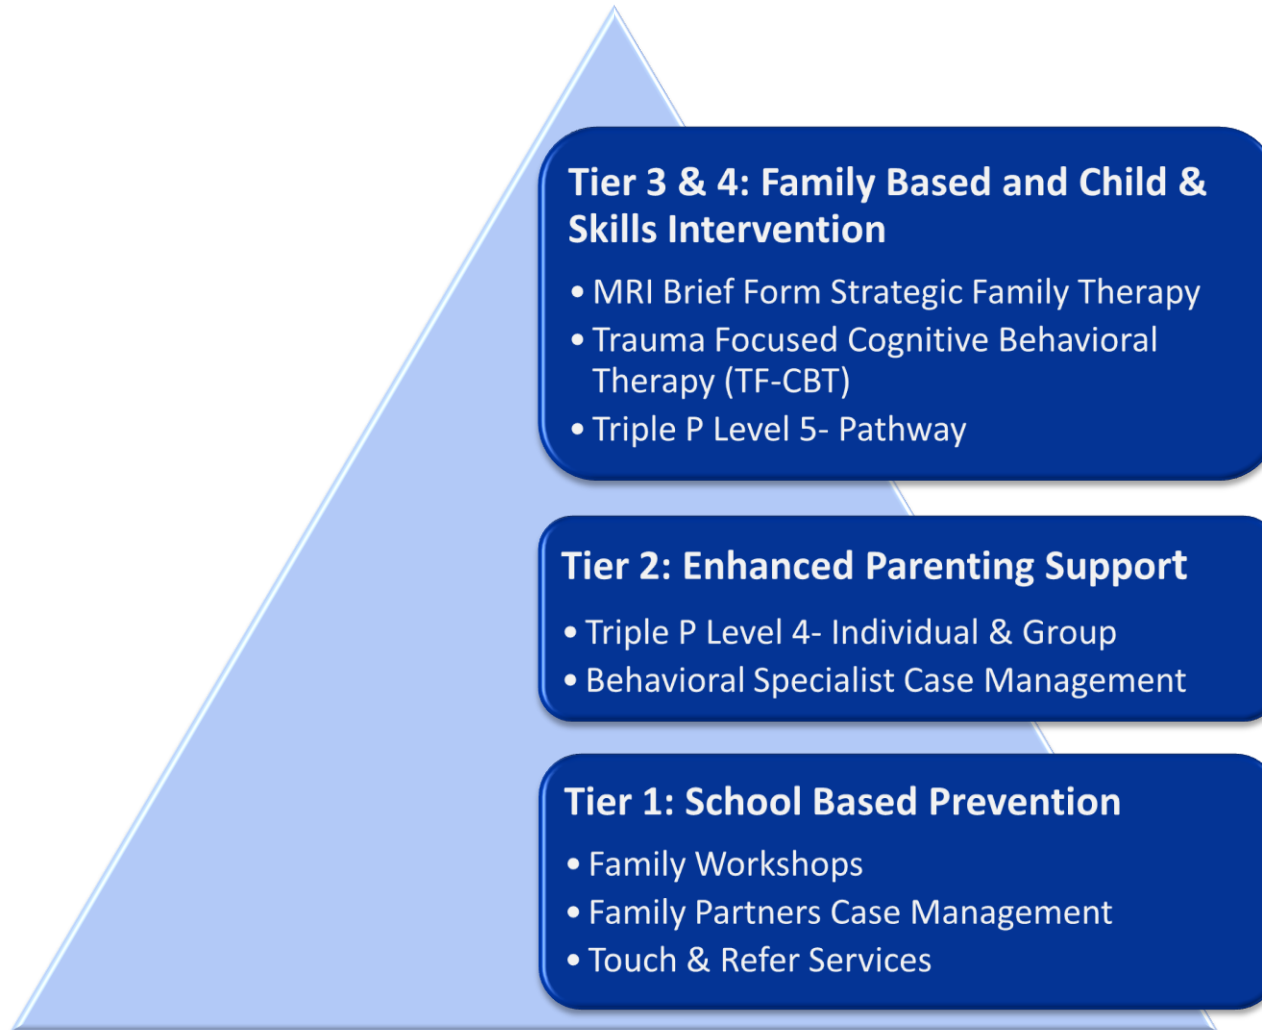 Tier 3 & 4: Family Based and Child &
Skills Intervention
• MRI Brief Form Strategic Family Therapy
• Trauma Focused Cognitive Behavioral
Therapy (TF-CBT)
• Triple P Level 5- Pathway
Tier 2: Enhanced Parenting Support
• Triple P Level 4- Individual & Group
• Behavioral Specialist Case Management
Tier 1: School Based Prevention
• Family Workshops
• Family Partners Case Management
• Touch & Refer Services